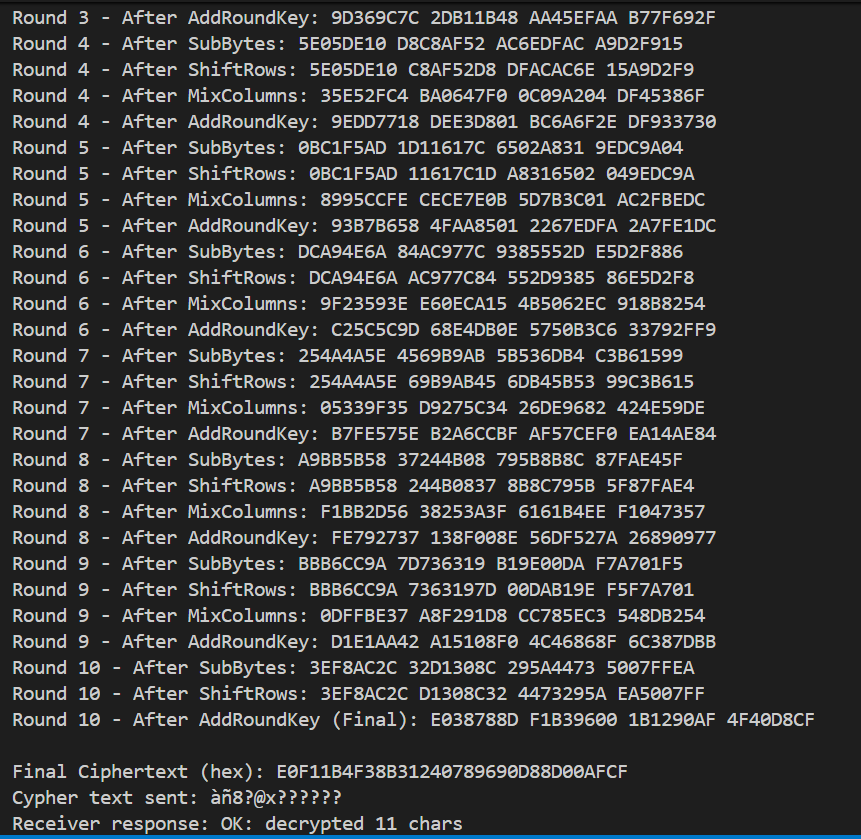 Round 3 - After AddRoundKey: 9D369C7C 2DB11B48 AA45EFAA B77F692F
Round 4 - After SubBytes: 5E05DE10 D8C8AF52 AC6EDFAC A9D2F915
Round 4 - After ShiftRows: 5E05DE10 C8AF52D8 DFACAC6E 15A9D2F9
Round 4 - After MixColumns: 35E52FC4 BA0647F0 0C09A204 DF45386F
Round 4 - After AddRoundKey: 9EDD7718 DEE3D801 BC6A6F2E DF933730
Round 5 - After SubBytes: 0BC1F5AD 1D11617C 6502A831 9EDC9A04
Round 5 - After ShiftRows: 0BC1F5AD 11617C1D A8316502 049EDC9A
Round 5 - After MixColumns: 8995CCFE CECE7E0B 5D7B3C01 AC2FBEDC
Round 5 - After AddRoundKey: 93B7B658 4FAA8501 2267EDFA 2A7FE1DC
Round 6 - After SubBytes: DCA94E6A 84AC977C 9385552D E5D2F886
Round 6 - After ShiftRows: DCA94E6A AC977C84 552D9385 86E5D2F8
Round 6 - After MixColumns: 9F23593E E60ECA15 4B5062EC 918B8254
Round 6 - After AddRoundKey: C25C5C9D 68E4DB0E 5750B3C6 33792FF9
Round 7 - After SubBytes: 254A4A5E 4569B9AB 5B536DB4 C3B61599
Round 7 - After ShiftRows: 254A4A5E 69B9AB45 6DB45B53 99C3B615
Round 7 - After MixColumns: 05339F35 D9275C34 26DE9682 424E59DE
Round 7 - After AddRoundKey: B7FE575E B2A6CCBF AF57CEF0 EA14AE84
Round 8 - After SubBytes: A9BB5B58 37244B08 795B8B8C 87FAE45F
Round 8 - After ShiftRows: A9BB5B58 244B0837 8B8C795B 5F87FAE4
Round 8 - After MixColumns: F1BB2D56 38253A3F 6161B4EE F1047357
Round 8 - After AddRoundKey: FE792737 138F008E 56DF527A 26890977
Round 9 - After SubBytes: BBB6CC9A 7D736319 B19E00DA F7A701F5
Round 9 - After ShiftRows: BBB6CC9A 7363197D 00DAB19E F5F7A701
Round 9 - After MixColumns: 0DFFBE37 A8F291D8 CC785EC3 548DB254
Round 9 - After AddRoundKey: D1E1AA42 A15108F0 4C46868F 6C387DBB
Round 10 - After SubBytes: 3EF8AC2C 32D1308C 295A4473 5007FFEA
Round 10 - After ShiftRows: 3EF8AC2C D1308C32 4473295A EA5007FF
Round 10 - After AddRoundKey (Final): E038788D F1B39600 1B1290AF 4F40D8CF
Final Ciphertext (hex): E0F11B4F38B31240789690D88D00AFCF
Cypher text sent: àñ8?@x??????
Receiver response: OK: decrypted 11 chars